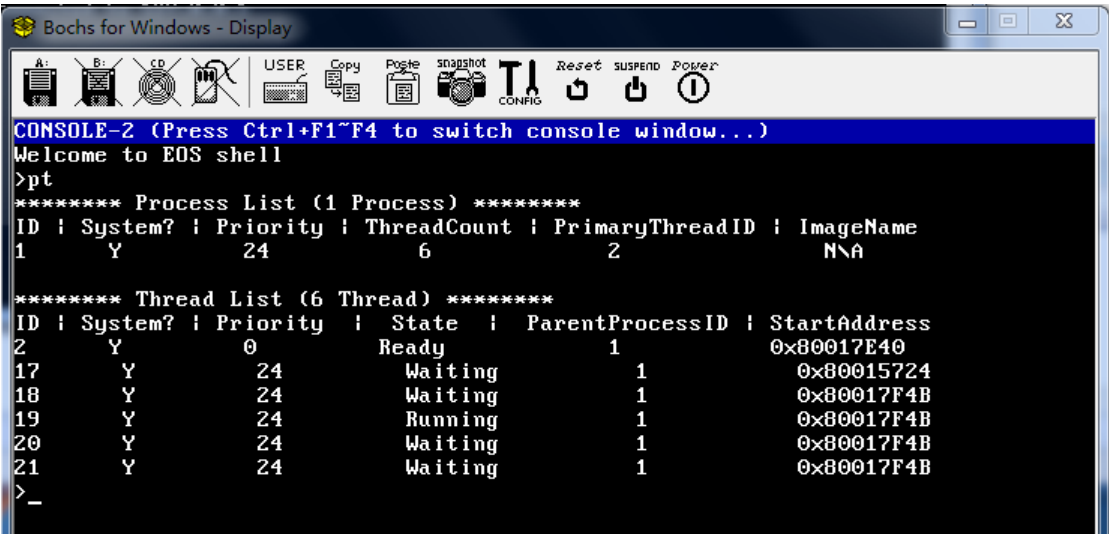 Bochs for Windows - Display
A: B: CD USER Copy Paste snapshot CONFIG Reset SUSPEND Power
CONSOLE-2 (Press Ctrl+F1~F4 to switch console window...)
Welcome to EOS shell
>pt
******** Process List (1 Process) ********
ID | System? | Priority | ThreadCount | PrimaryThreadID | ImageName
1 Y 24 6 2 N\A
******** Thread List (6 Thread) ********
ID | System? | Priority | State | ParentProcessID | StartAddress
2 Y 0 Ready 1 0x80017E40
17 Y 24 Waiting 1 0x80015724
18 Y 24 Waiting 1 0x80017F4B
19 Y 24 Running 1 0x80017F4B
20 Y 24 Waiting 1 0x80017F4B
21 Y 24 Waiting 1 0x80017F4B
>_